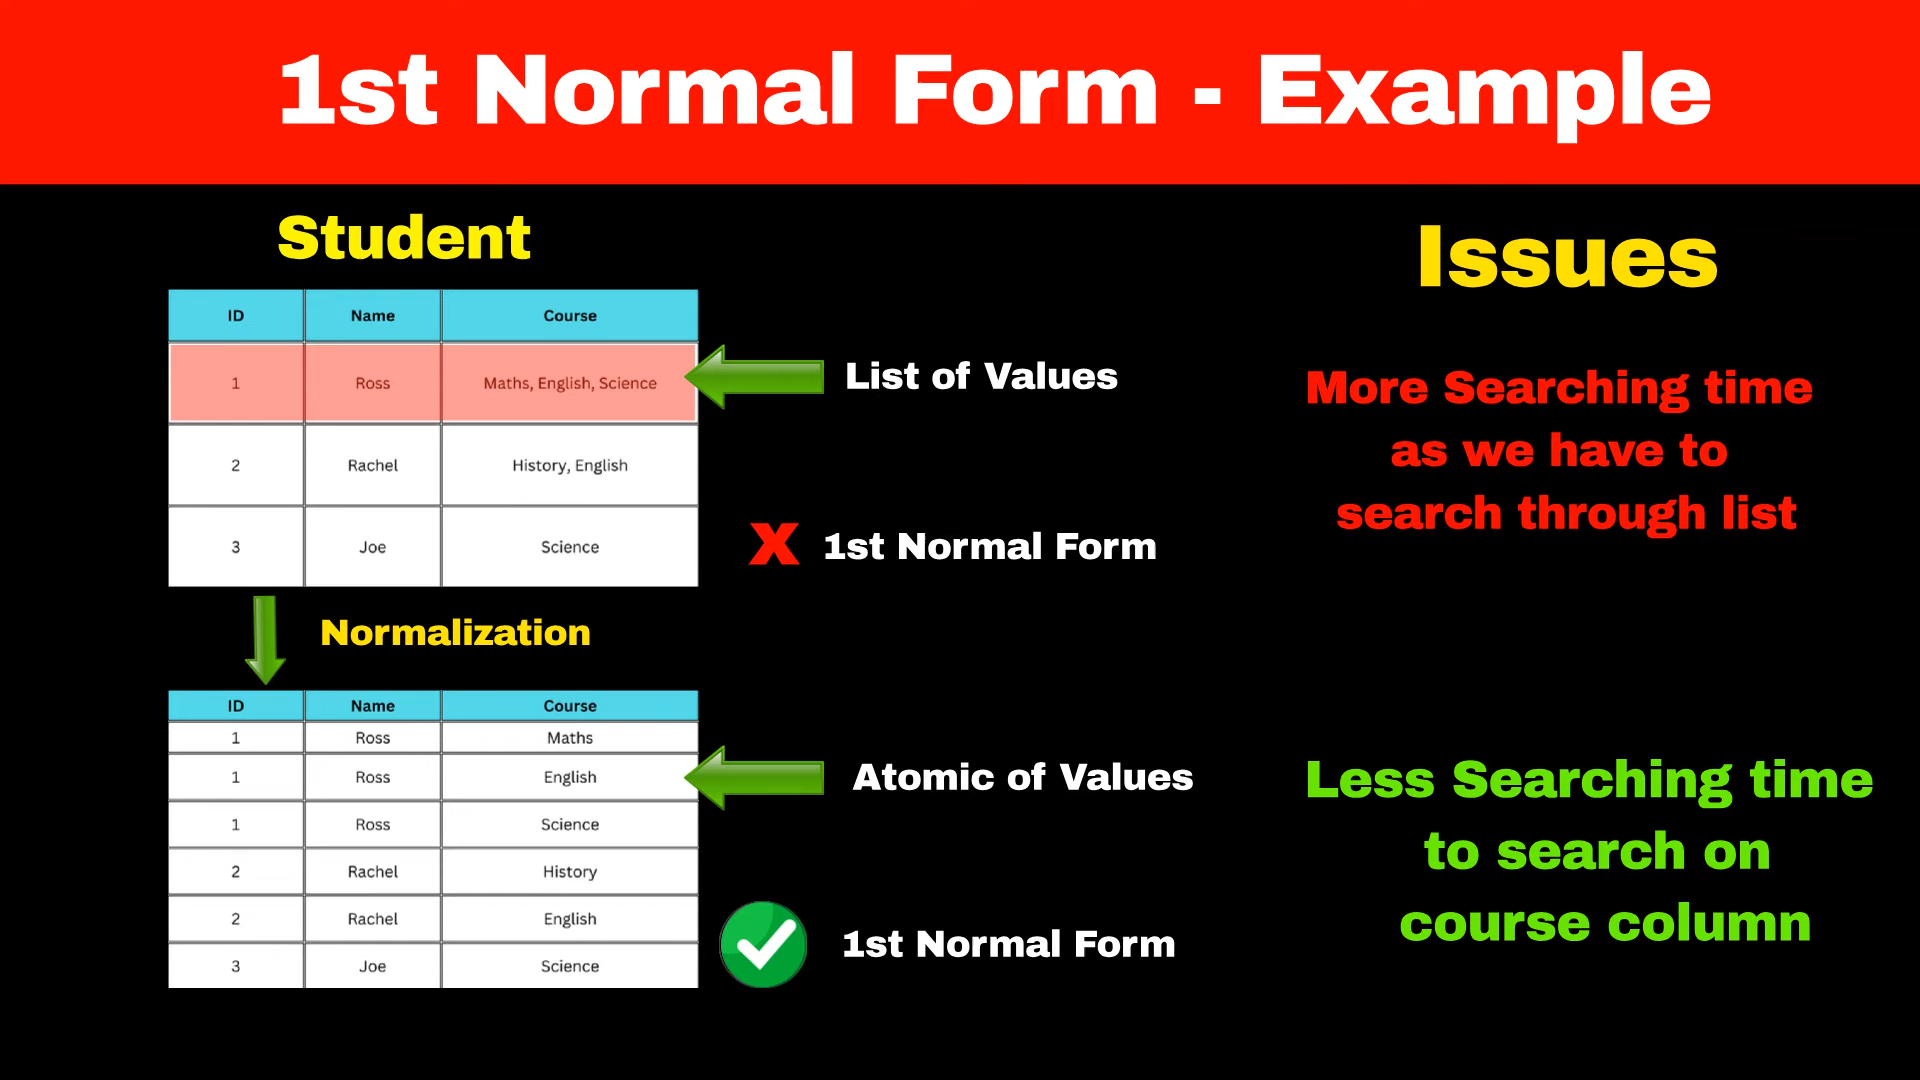 1st Normal Form - Example
Student
ID Name Course
1 Ross Maths, English, Science
2 Rachel History, English
3 Joe Science
List of Values
X 1st Normal Form
Issues
More Searching time
as we have to
search through list
Normalization
ID Name Course
1 Ross Maths
1 Ross English
1 Ross Science
2 Rachel History
2 Rachel English
3 Joe Science
Atomic of Values
1st Normal Form
Less Searching time
to search on
course column